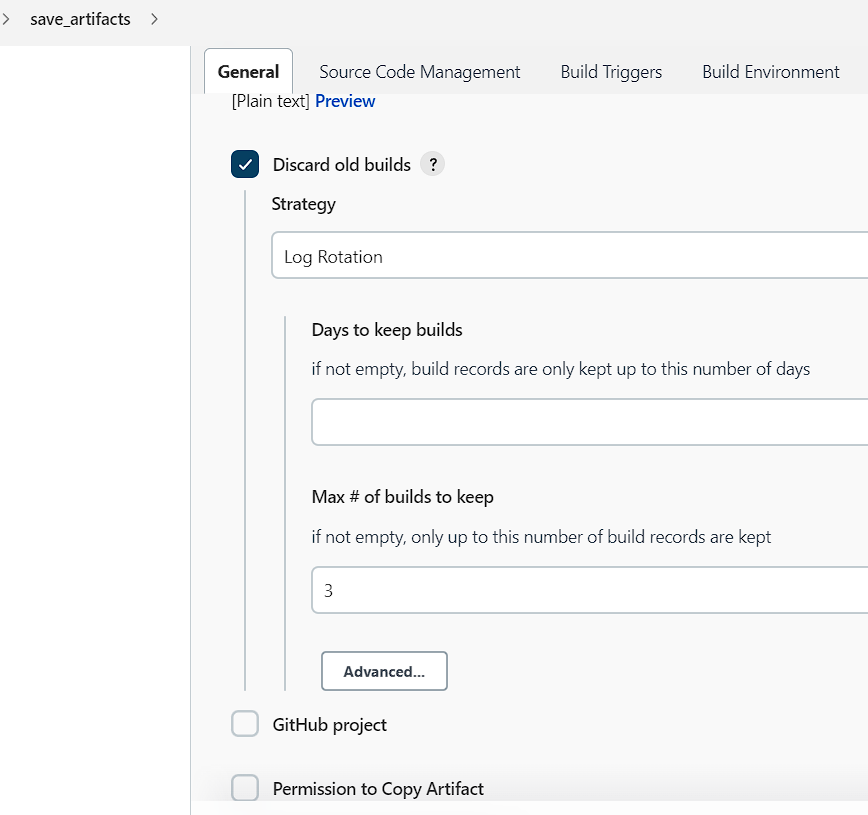 save_artifacts
General Source Code Management Build Triggers Build Environment
[Plain text] Preview
Discard old builds ?
Strategy
Log Rotation
Days to keep builds
if not empty, build records are only kept up to this number of days
Max # of builds to keep
if not empty, only up to this number of build records are kept
3
Advanced...
GitHub project
Permission to Copy Artifact